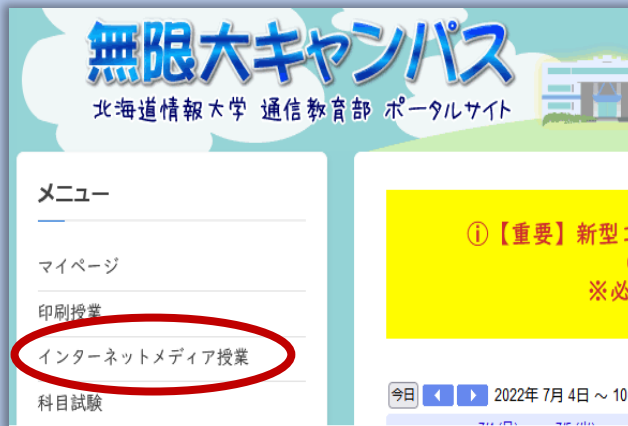 無限大キャンパス
北海道情報大学 通信教育部 ポータルサイト
メニュー
マイページ
印刷授業
インターネットメディア授業
科目試験
ⓘ【重要】新型
※必
今日
2022年 7月 4日 ～ 10